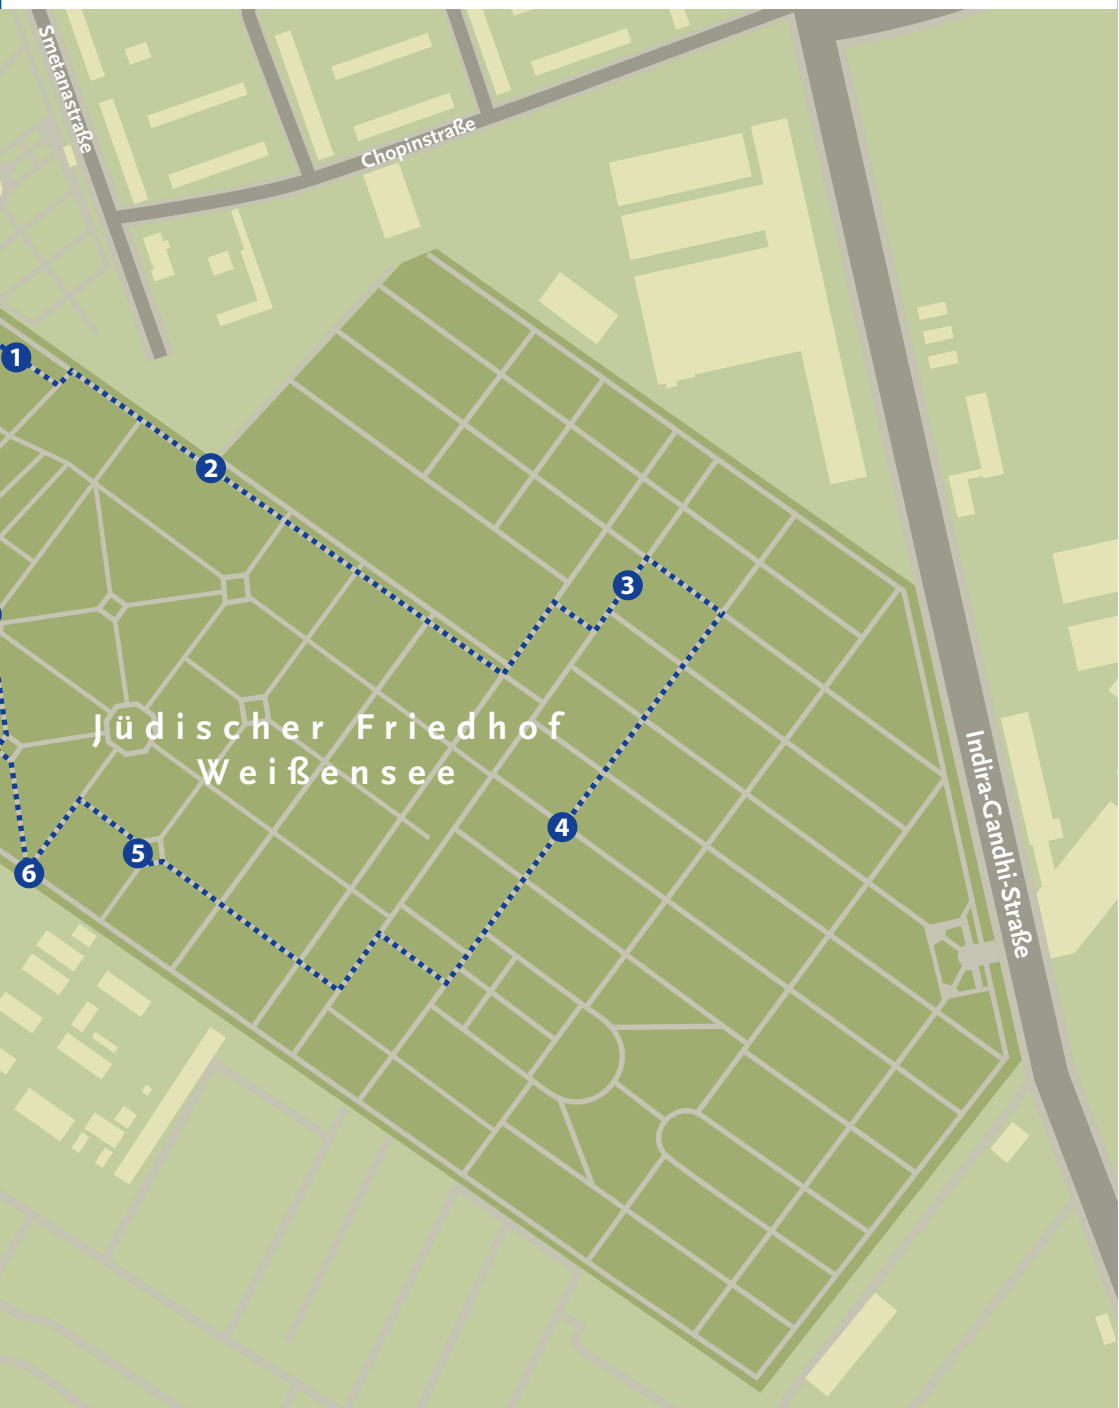 Smetanastraße
Chopinstraße
1
2
3
Jüdischer Friedhof
Weißensee
Indira-Gandhi-Straße
4
5
6